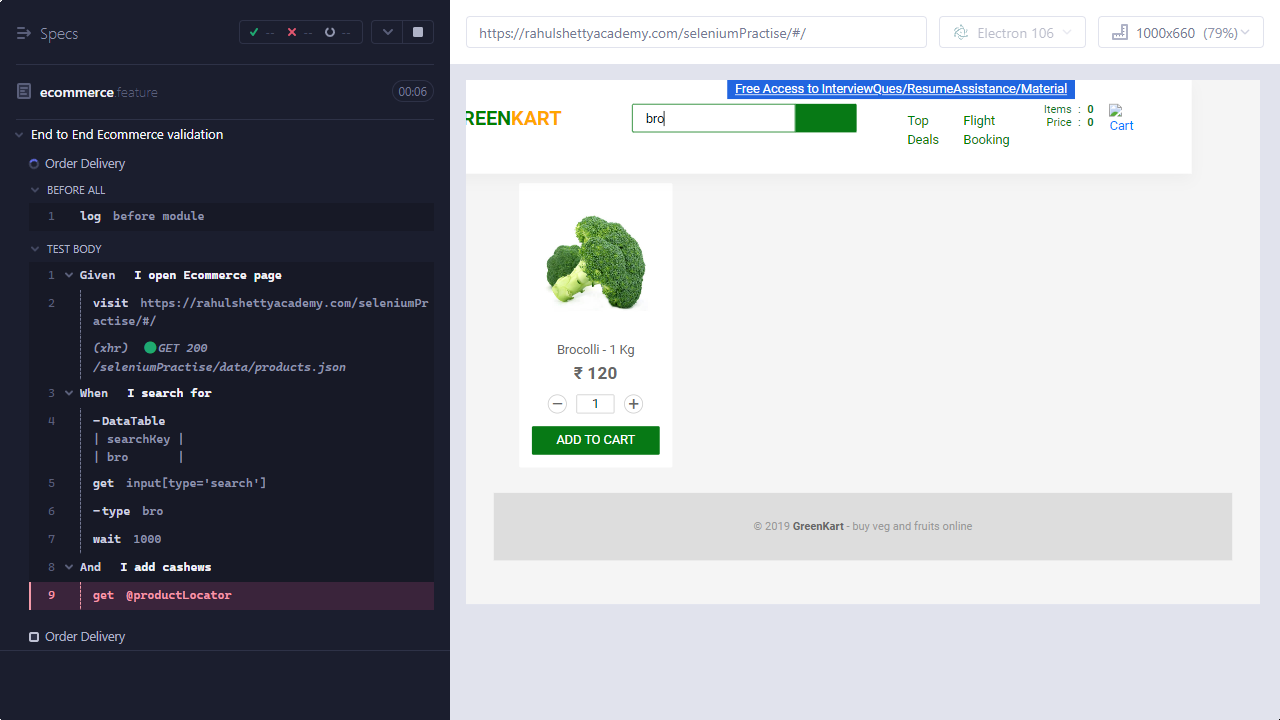 Specs
-- -- --
ecommerce.feature 00:06
End to End Ecommerce validation
Order Delivery
BEFORE ALL
1 log before module
TEST BODY
1 Given I open Ecommerce page
2 visit https://rahulshettyacademy.com/seleniumPr
actise/#/
(xhr) GET 200
/seleniumPractise/data/products.json
3 When I search for
4 -DataTable
| searchKey |
| bro |
5 get input[type='search']
6 -type bro
7 wait 1000
8 And I add cashews
9 get @productLocator
Order Delivery
https://rahulshettyacademy.com/seleniumPractise/#/
Electron 106
1000x660 (79%)
Free Access to InterviewQues/ResumeAssistance/Material
REENKART
bro
Top
Deals
Flight
Booking
Items : 0
Price : 0
Cart
Brocolli - 1 Kg
₹ 120
− 1 +
ADD TO CART
© 2019 GreenKart - buy veg and fruits online